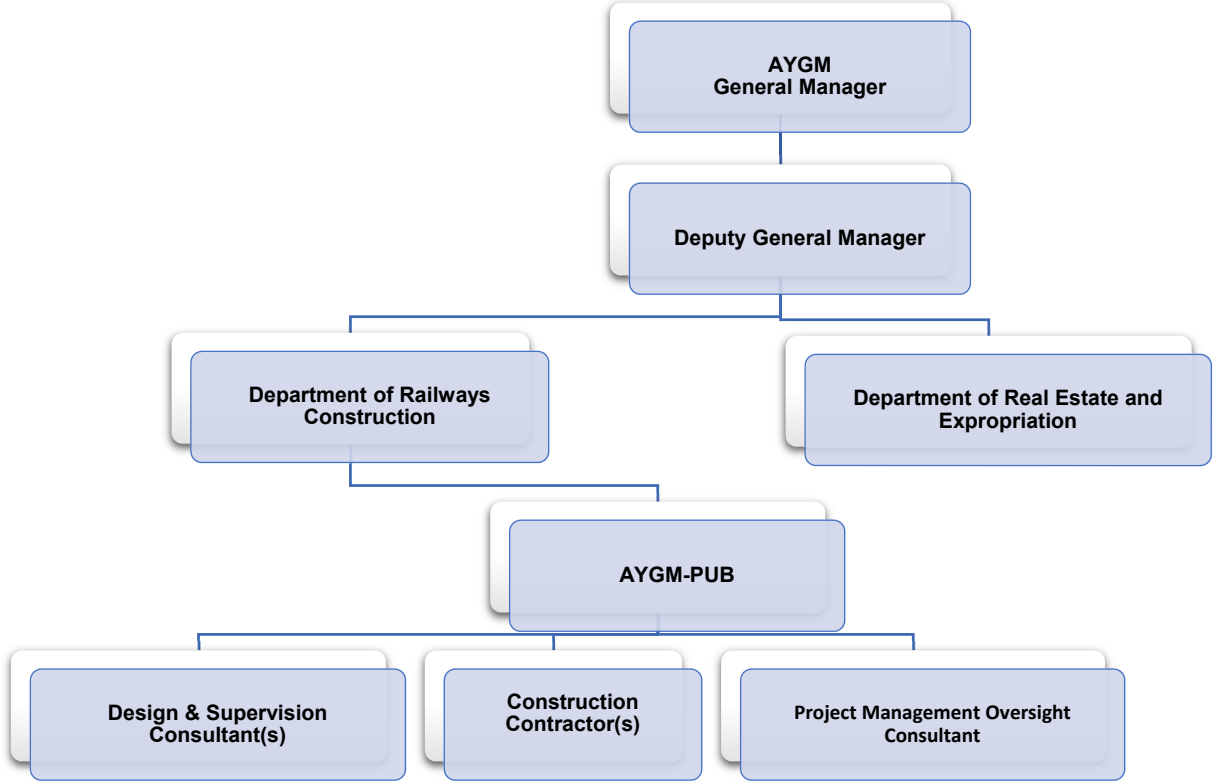 AYGM
General Manager
Deputy General Manager
Department of Railways
Construction
Department of Real Estate and
Expropriation
AYGM-PUB
Design & Supervision
Consultant(s)
Construction
Contractor(s)
Project Management Oversight
Consultant